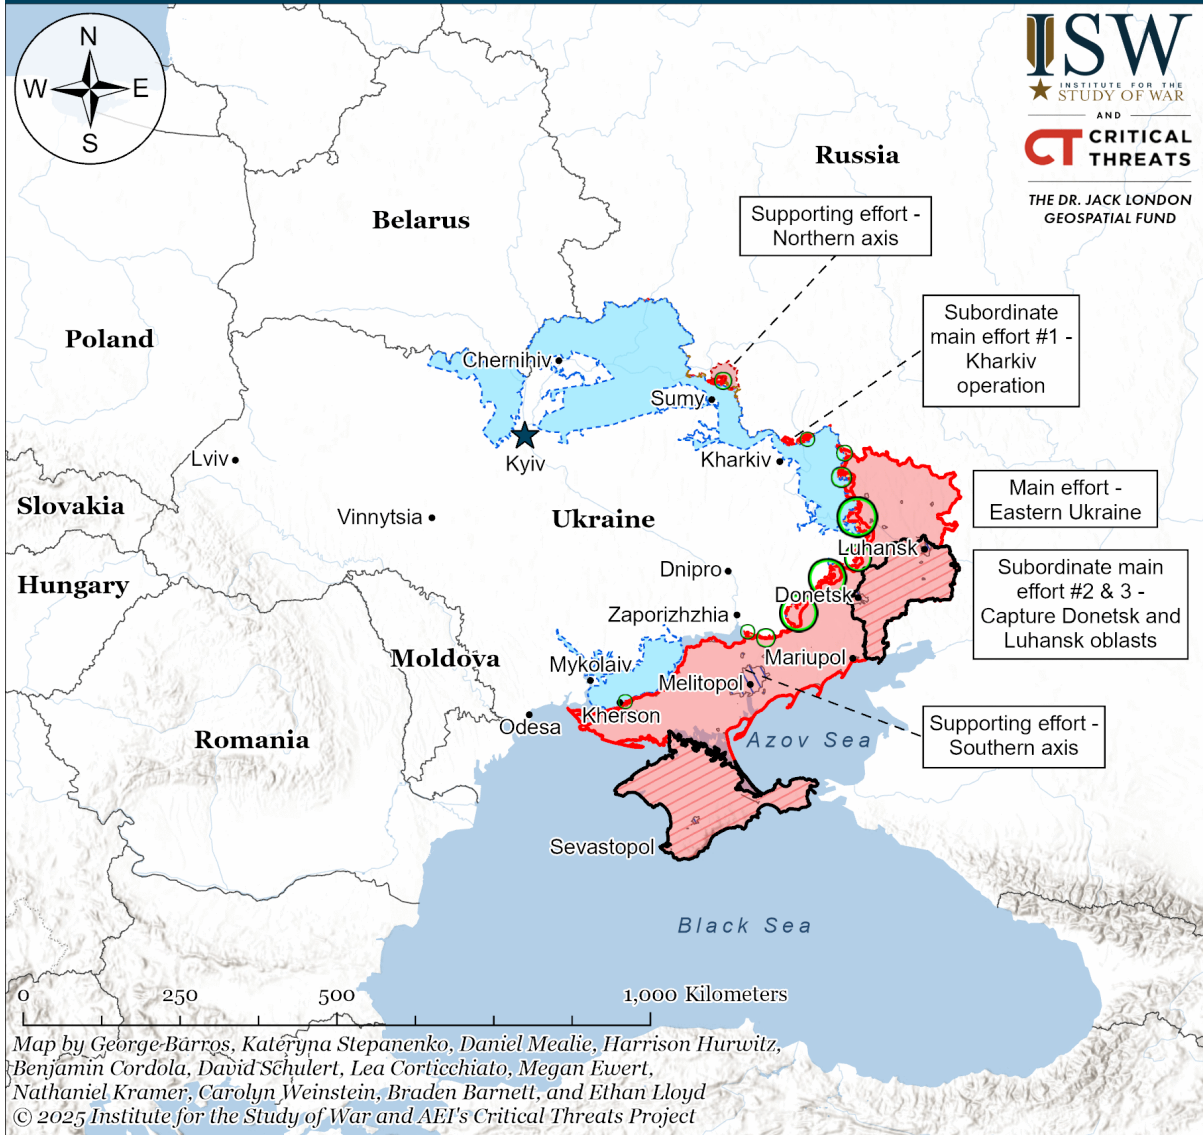 N
W
E
S
ISW
INSTITUTE FOR THE
STUDY OF WAR
AND
CT CRITICAL
THREATS
THE DR. JACK LONDON
GEOSPATIAL FUND
Russia
Belarus
Supporting effort -
Northern axis
Subordinate
main effort #1 -
Kharkiv
operation
Poland
Chernihiv
Sumy
Kyiv
Lviv
Kharkiv
Slovakia
Vinnytsia
Ukraine
Main effort -
Eastern Ukraine
Luhansk
Hungary
Dnipro
Donetsk
Subordinate main
effort #2 & 3 -
Capture Donetsk and
Luhansk oblasts
Zaporizhzhia
Moldova
Mykolaiv
Mariupol
Melitopol
Kherson
Odesa
Romania
Azov Sea
Supporting effort -
Southern axis
Sevastopol
Black Sea
0
250
500
1,000 Kilometers
Map by George Barros, Kateryna Stepanenko, Daniel Mealie, Harrison Hurwitz,
Benjamin Cordola, David Schulert, Lea Corticchiato, Megan Ewert,
Nathaniel Kramer, Carolyn Weinstein, Braden Barnett, and Ethan Lloyd
© 2025 Institute for the Study of War and AEI's Critical Threats Project